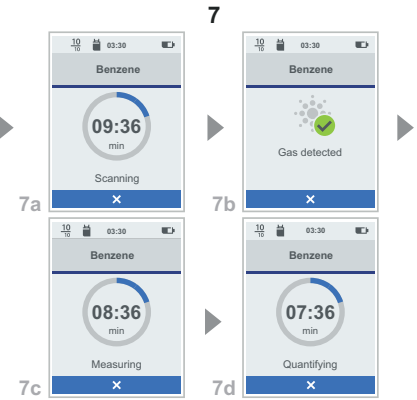 7
10/10 03:30
Benzene
09:36
min
Scanning
×
7a
10/10 03:30
Benzene
Gas detected
×
7b
10/10 03:30
Benzene
08:36
min
Measuring
×
7c
10/10 03:30
Benzene
07:36
min
Quantifying
×
7d